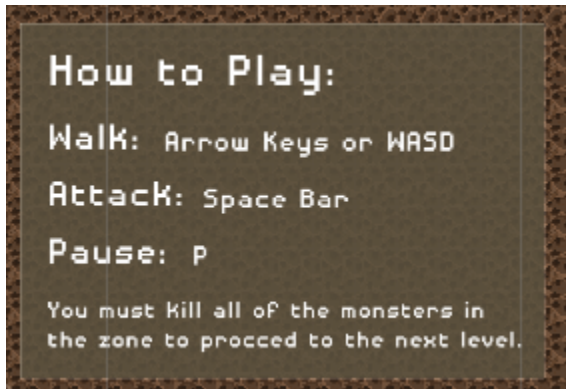 How to Play:
Walk: Arrow Keys or WASD
Attack: Space Bar
Pause: P
You must kill all of the monsters in
the zone to procced to the next level.